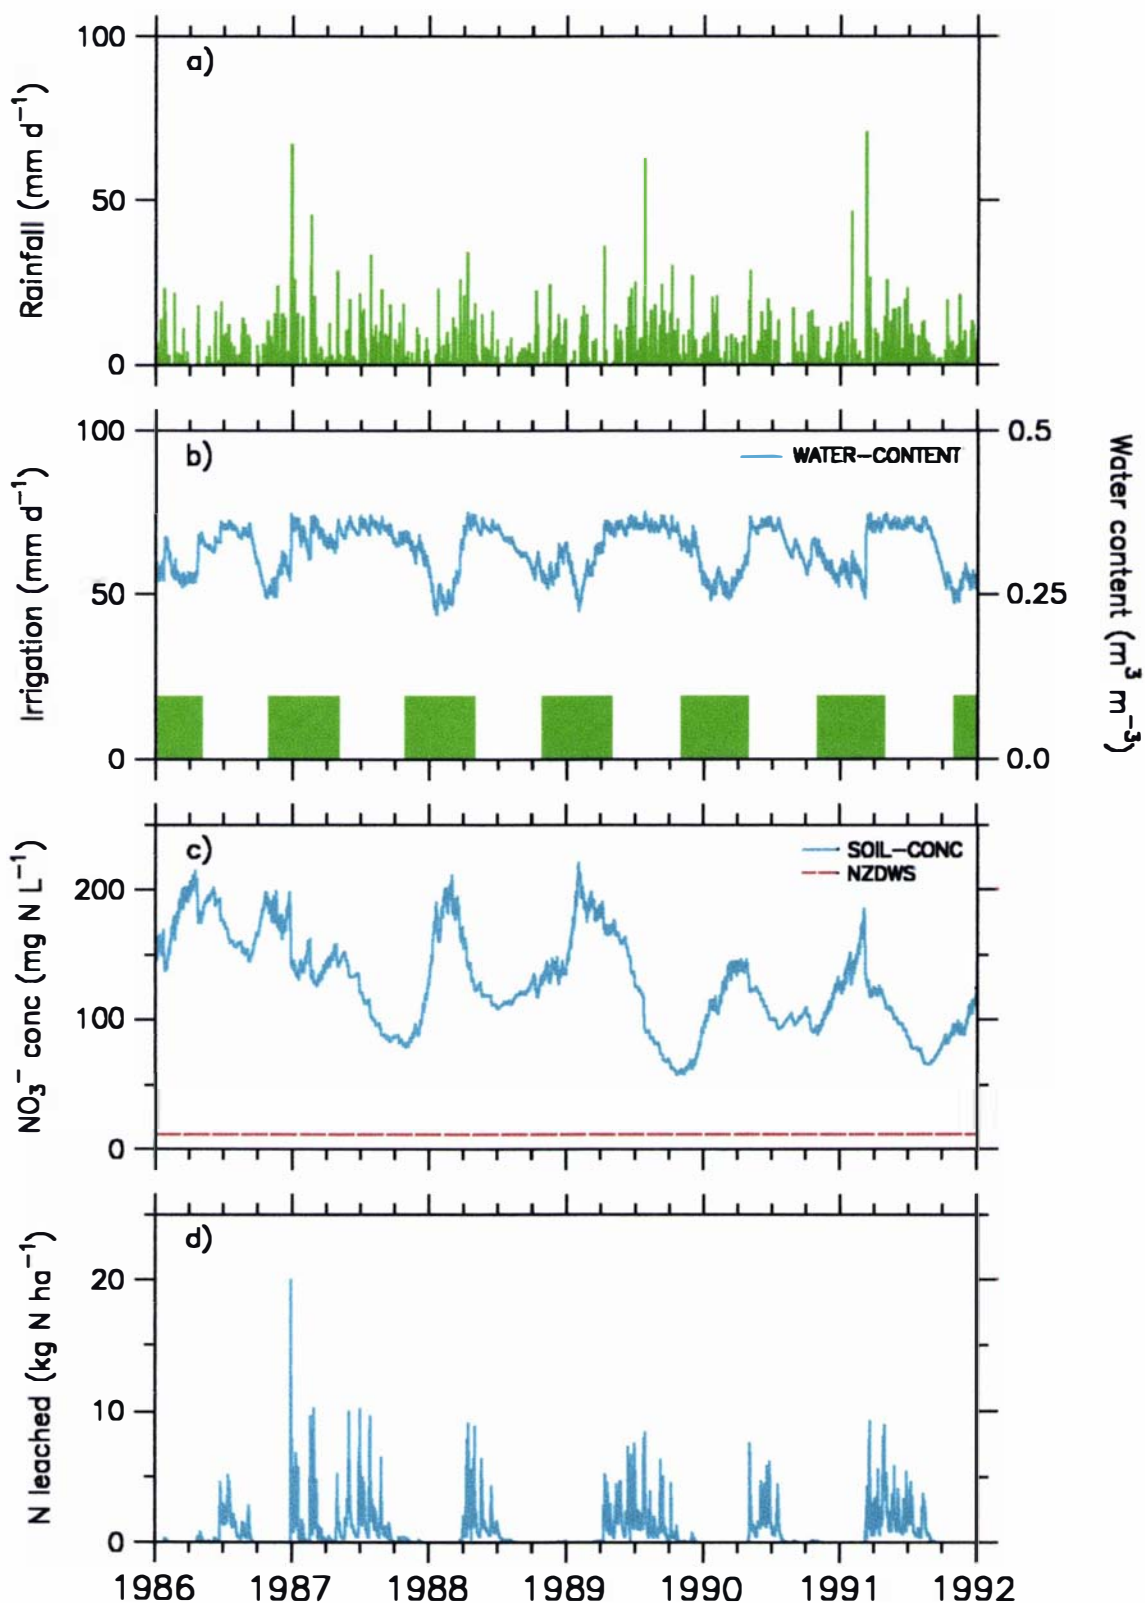 a)
100
50
0
Rainfall (mm d⁻¹)
b)
WATER-CONTENT
100
50
0
Irrigation (mm d⁻¹)
0.5
0.25
0.0
Water content (m³ m⁻³)
c)
SOIL-CONC
NZDWS
200
100
0
NO₃⁻ conc (mg N L⁻¹)
d)
20
10
0
N leached (kg N ha⁻¹)
1986 1987 1988 1989 1990 1991 1992